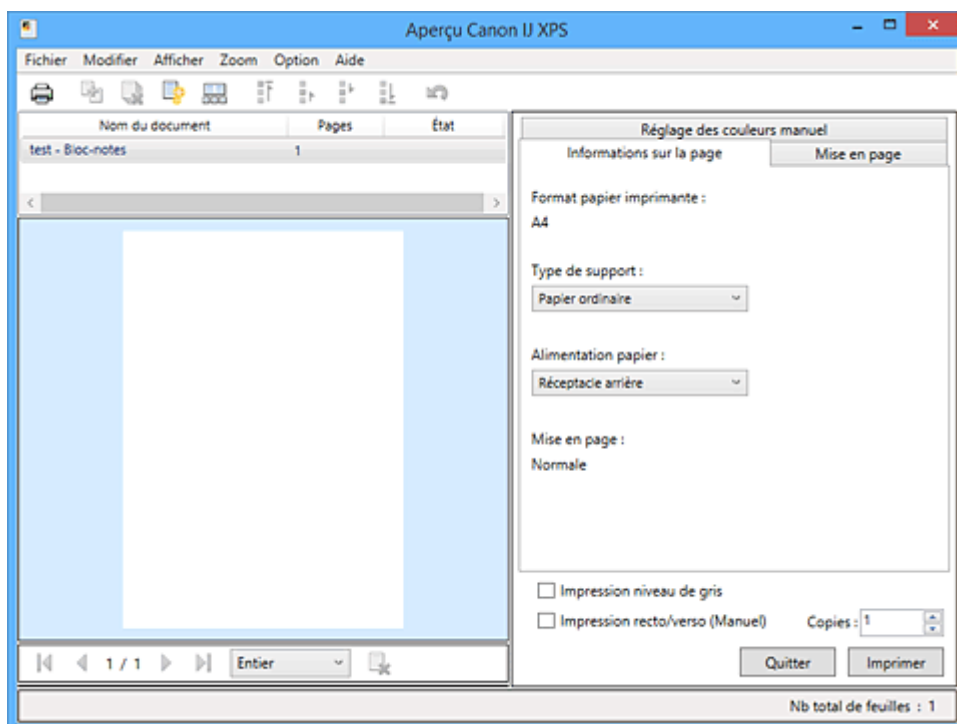 Aperçu Canon IJ XPS
Fichier Modifier Afficher Zoom Option Aide
Nom du document Pages État
test - Bloc-notes 1
Réglage des couleurs manuel
Informations sur la page Mise en page
Format papier imprimante :
A4
Type de support :
Papier ordinaire
Alimentation papier :
Réceptacle arrière
Mise en page :
Normale
Impression niveau de gris
Impression recto/verso (Manuel) Copies : 1
1 / 1 Entier
Quitter Imprimer
Nb total de feuilles : 1